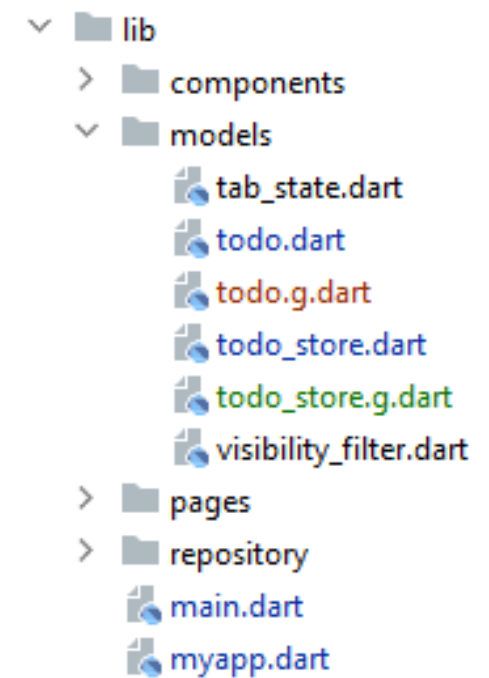 lib
components
models
tab_state.dart
todo.dart
todo.g.dart
todo_store.dart
todo_store.g.dart
visibility_filter.dart
pages
repository
main.dart
myapp.dart